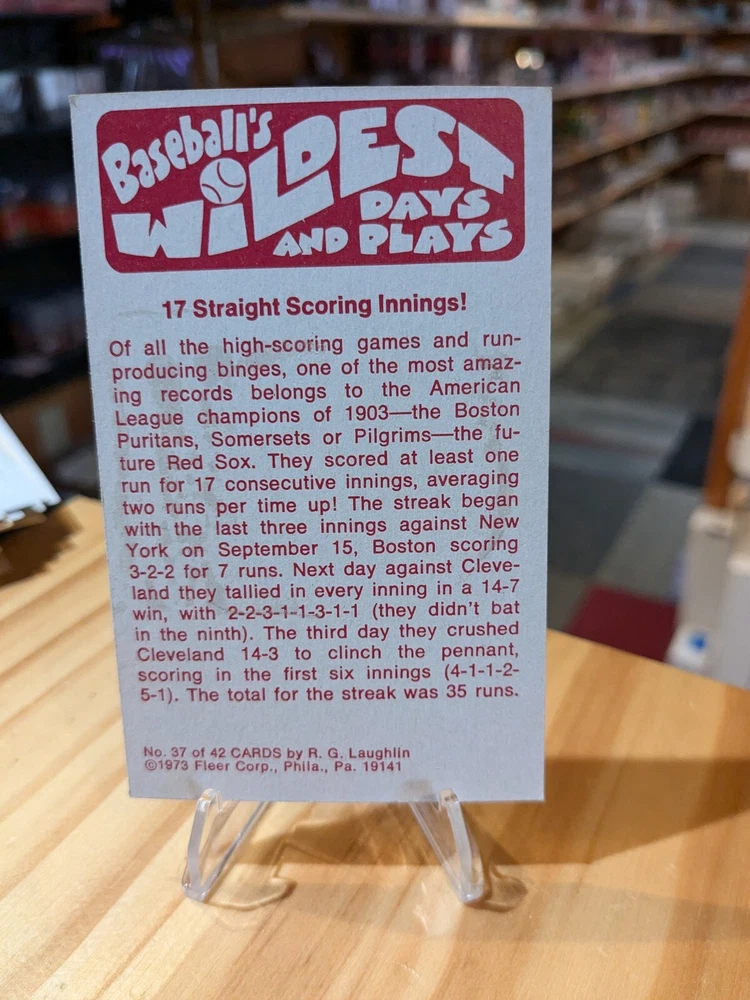 Baseball's
WiLDEST
DAYS
AND PLAYS
17 Straight Scoring Innings!
Of all the high-scoring games and run-
producing binges, one of the most amaz-
ing records belongs to the American
League champions of 1903—the Boston
Puritans, Somersets or Pilgrims—the fu-
ture Red Sox. They scored at least one
run for 17 consecutive innings, averaging
two runs per time up! The streak began
with the last three innings against New
York on September 15, Boston scoring
3-2-2 for 7 runs. Next day against Cleve-
land they tallied in every inning in a 14-7
win, with 2-2-3-1-1-3-1-1 (they didn't bat
in the ninth). The third day they crushed
Cleveland 14-3 to clinch the pennant,
scoring in the first six innings (4-1-1-2-
5-1). The total for the streak was 35 runs.
No. 37 of 42 CARDS by R. G. Laughlin
©1973 Fleer Corp., Phila., Pa. 19141